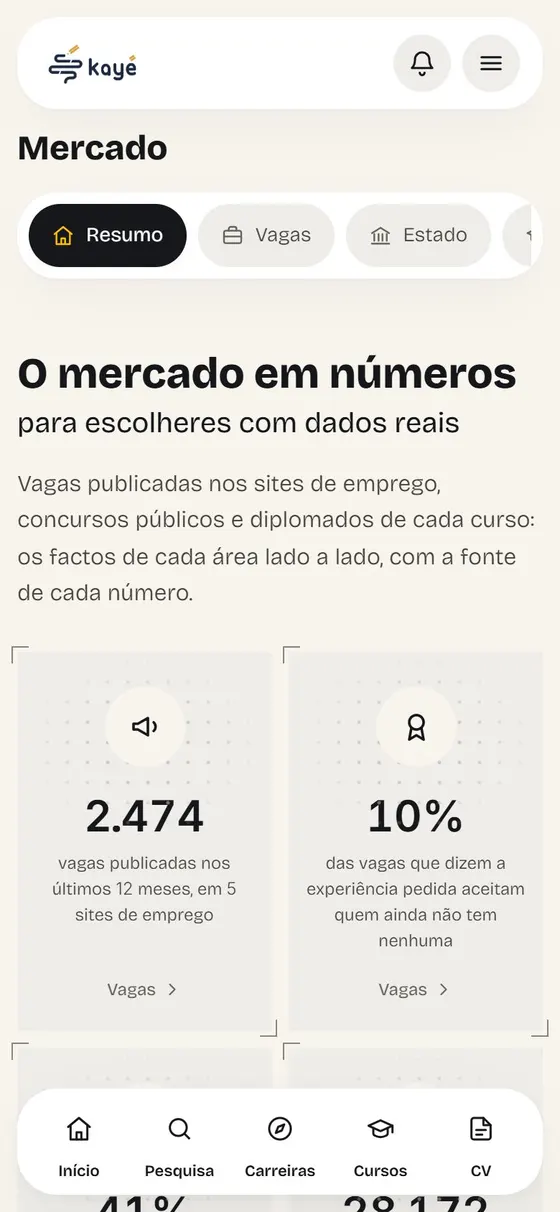 kayé
Mercado
Resumo
Vagas
Estado
O mercado em números
para escolheres com dados reais
Vagas publicadas nos sites de emprego,
concursos públicos e diplomados de cada curso:
os factos de cada área lado a lado, com a fonte
de cada número.
2.474
vagas publicadas nos
últimos 12 meses, em 5
sites de emprego
Vagas
10%
das vagas que dizem a
experiência pedida aceitam
quem ainda não tem
nenhuma
Vagas
41%
28.172
Início
Pesquisa
Carreiras
Cursos
CV